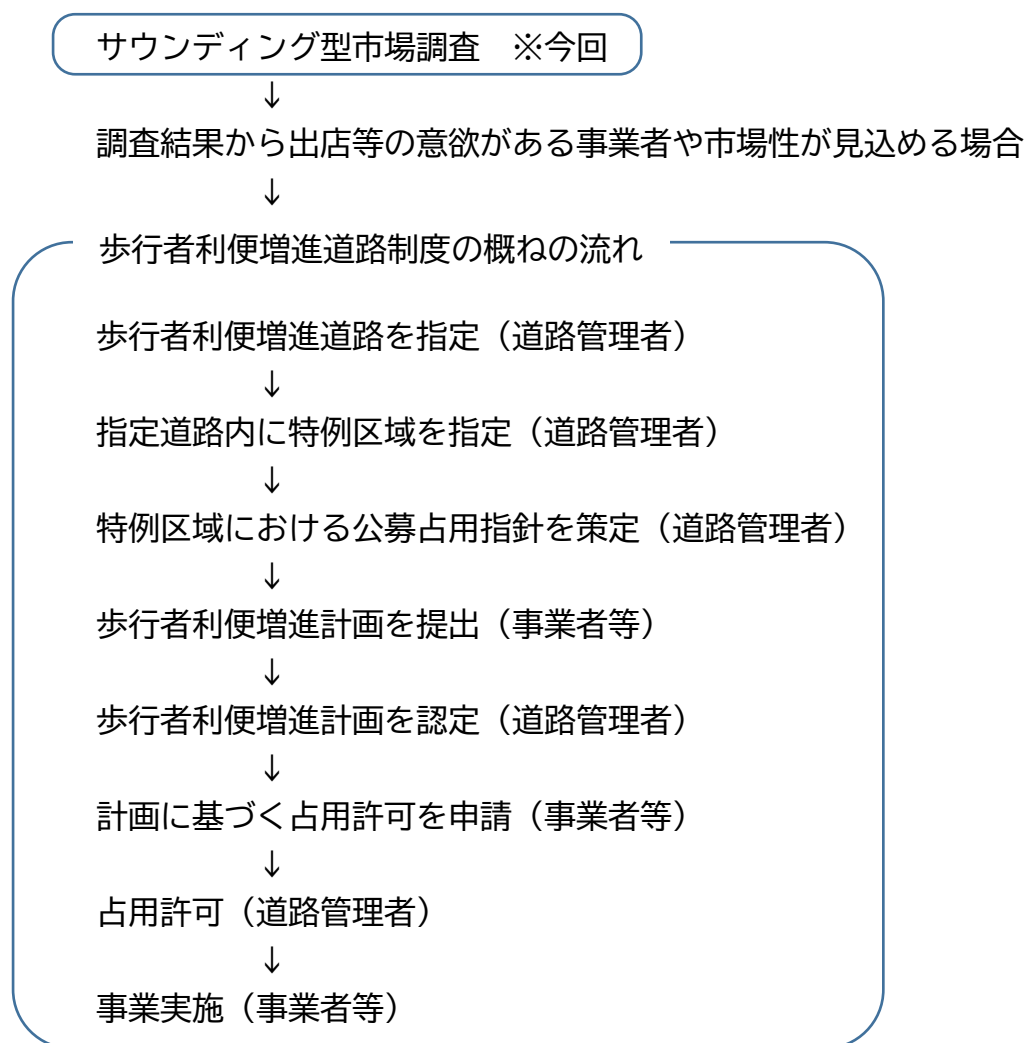 サウンディング型市場調査　※今回
↓
調査結果から出店等の意欲がある事業者や市場性が見込める場合
↓
歩行者利便増進道路制度の概ねの流れ
歩行者利便増進道路を指定（道路管理者）
↓
指定道路内に特例区域を指定（道路管理者）
↓
特例区域における公募占用指針を策定（道路管理者）
↓
歩行者利便増進計画を提出（事業者等）
↓
歩行者利便増進計画を認定（道路管理者）
↓
計画に基づく占用許可を申請（事業者等）
↓
占用許可（道路管理者）
↓
事業実施（事業者等）